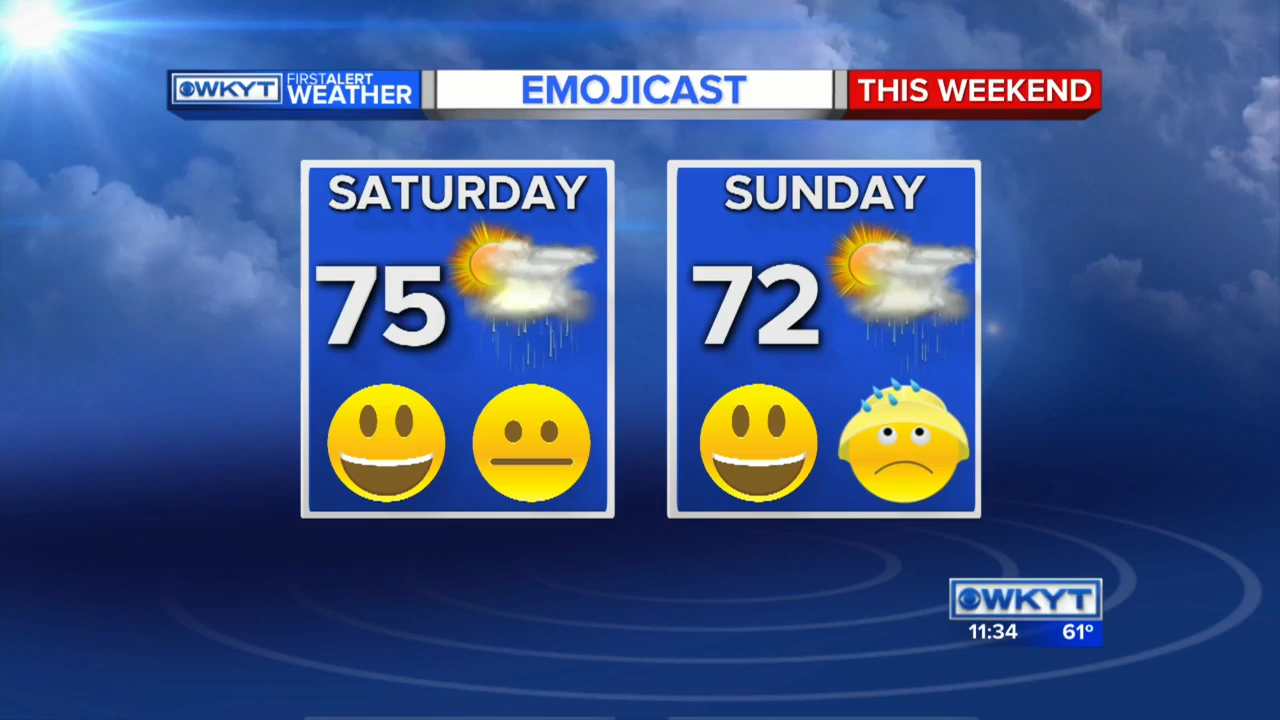 WKYT FIRST ALERT WEATHER EMOJICAST THIS WEEKEND
SATURDAY
75
SUNDAY
72
WKYT
11:34 61°